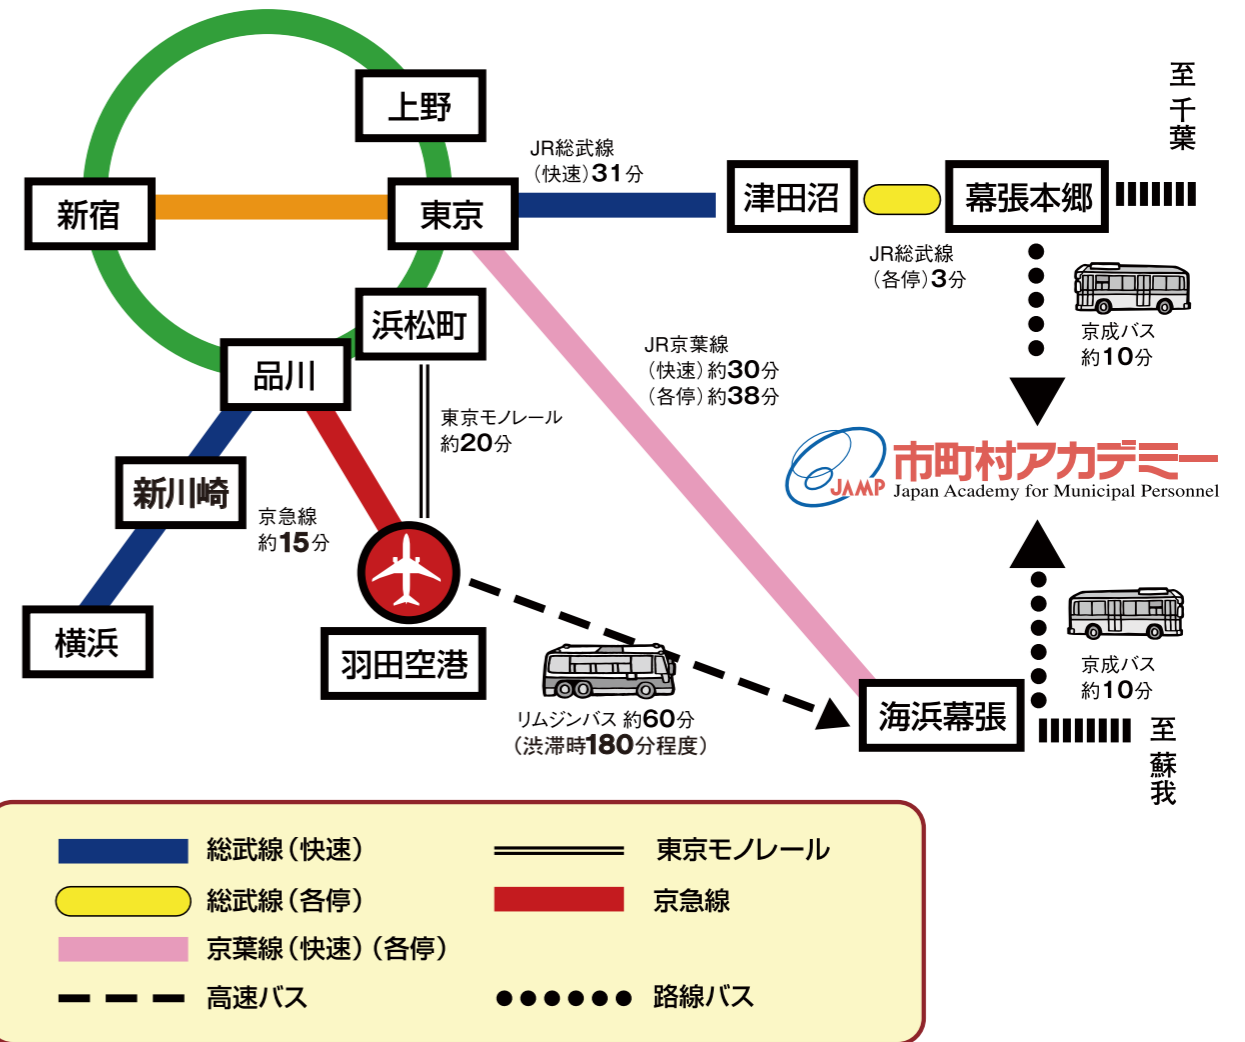 上野
新宿
東京
JR総武線
(快速)31分
津田沼
幕張本郷
至千葉
JR総武線
(各停)3分
京成バス
約10分
浜松町
品川
東京モノレール
約20分
JR京葉線
(快速)約30分
(各停)約38分
JAMP
市町村アカデミー
Japan Academy for Municipal Personnel
新川崎
京急線
約15分
横浜
羽田空港
リムジンバス 約60分
(渋滞時180分程度)
海浜幕張
京成バス
約10分
至蘇我
総武線(快速)
東京モノレール
総武線(各停)
京急線
京葉線(快速)(各停)
高速バス
路線バス